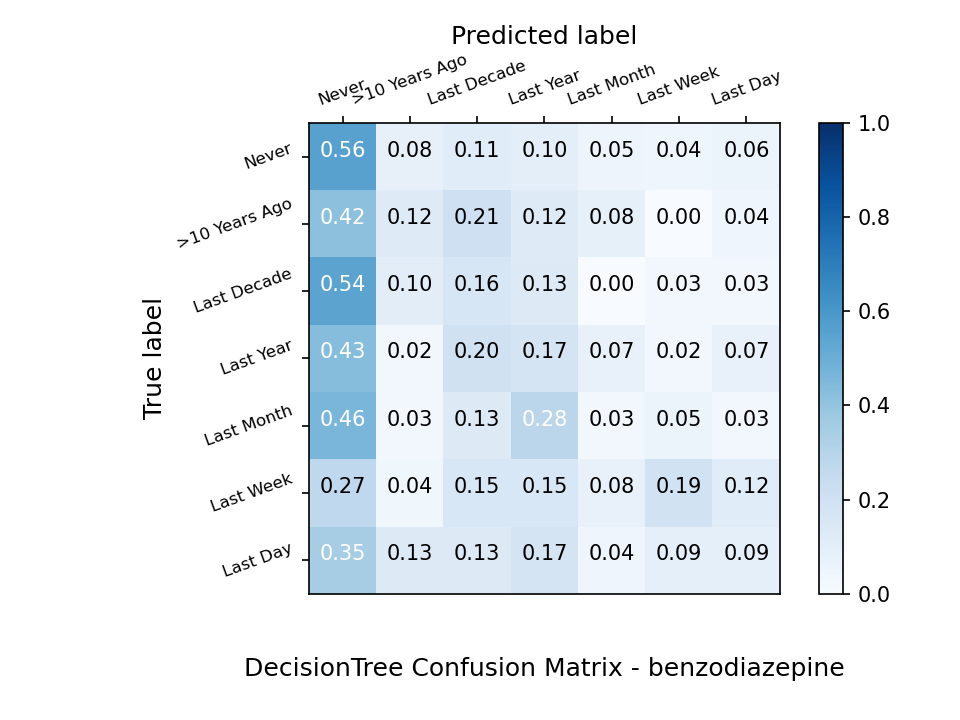 Predicted label
Never >10 Years Ago Last Decade Last Year Last Month Last Week Last Day
Never 0.56 0.08 0.11 0.10 0.05 0.04 0.06
>10 Years Ago 0.42 0.12 0.21 0.12 0.08 0.00 0.04
Last Decade 0.54 0.10 0.16 0.13 0.00 0.03 0.03
Last Year 0.43 0.02 0.20 0.17 0.07 0.02 0.07
Last Month 0.46 0.03 0.13 0.28 0.03 0.05 0.03
Last Week 0.27 0.04 0.15 0.15 0.08 0.19 0.12
Last Day 0.35 0.13 0.13 0.17 0.04 0.09 0.09
True label
1.0
0.8
0.6
0.4
0.2
0.0
DecisionTree Confusion Matrix - benzodiazepine